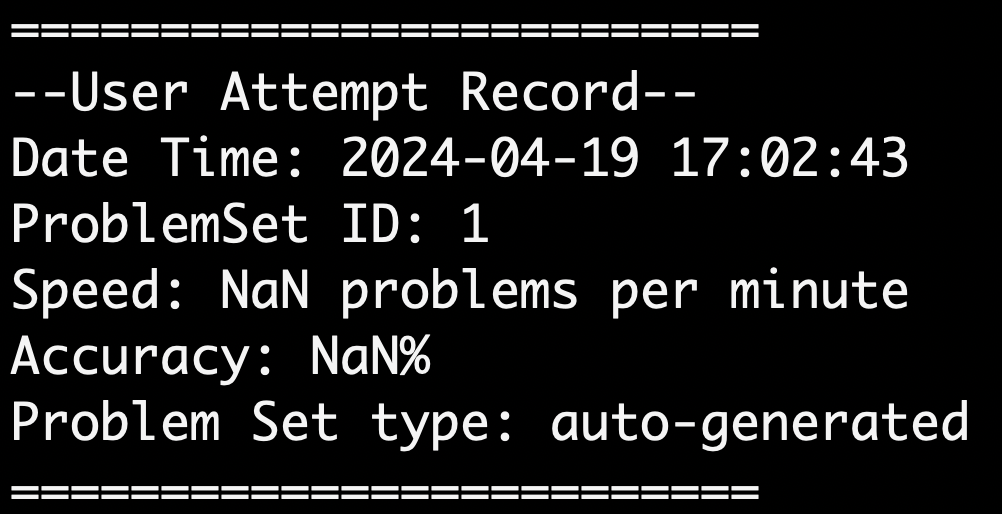 =========================
--User Attempt Record--
Date Time: 2024-04-19 17:02:43
ProblemSet ID: 1
Speed: NaN problems per minute
Accuracy: NaN%
Problem Set type: auto-generated
=========================